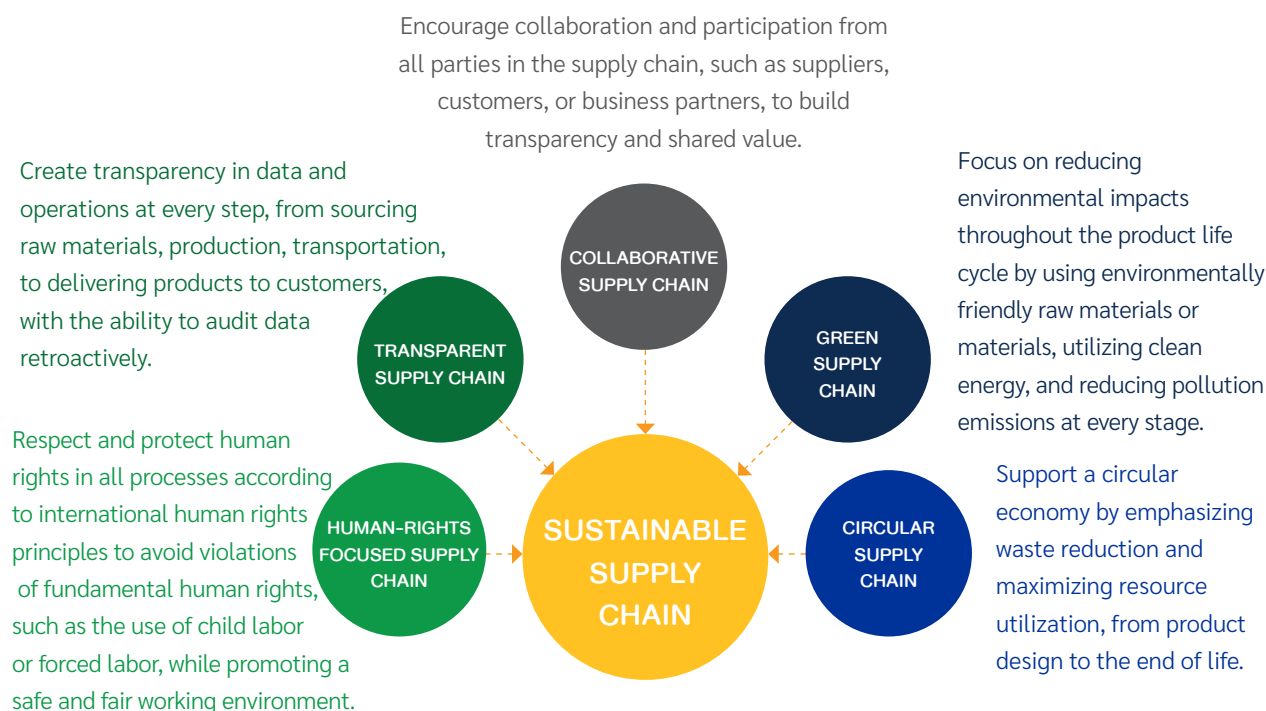 Encourage collaboration and participation from
all parties in the supply chain, such as suppliers,
customers, or business partners, to build
transparency and shared value.
Create transparency in data and
operations at every step, from sourcing
raw materials, production, transportation,
to delivering products to customers,
with the ability to audit data
retroactively.
Focus on reducing
environmental impacts
throughout the product life
cycle by using environmentally
friendly raw materials or
materials, utilizing clean
energy, and reducing pollution
emissions at every stage.
COLLABORATIVE
SUPPLY CHAIN
TRANSPARENT
SUPPLY CHAIN
GREEN
SUPPLY
CHAIN
Respect and protect human
rights in all processes according
to international human rights
principles to avoid violations
of fundamental human rights,
such as the use of child labor
or forced labor, while promoting a
safe and fair working environment.
HUMAN-RIGHTS
FOCUSED SUPPLY
CHAIN
SUSTAINABLE
SUPPLY
CHAIN
CIRCULAR
SUPPLY
CHAIN
Support a circular
economy by emphasizing
waste reduction and
maximizing resource
utilization, from product
design to the end of life.